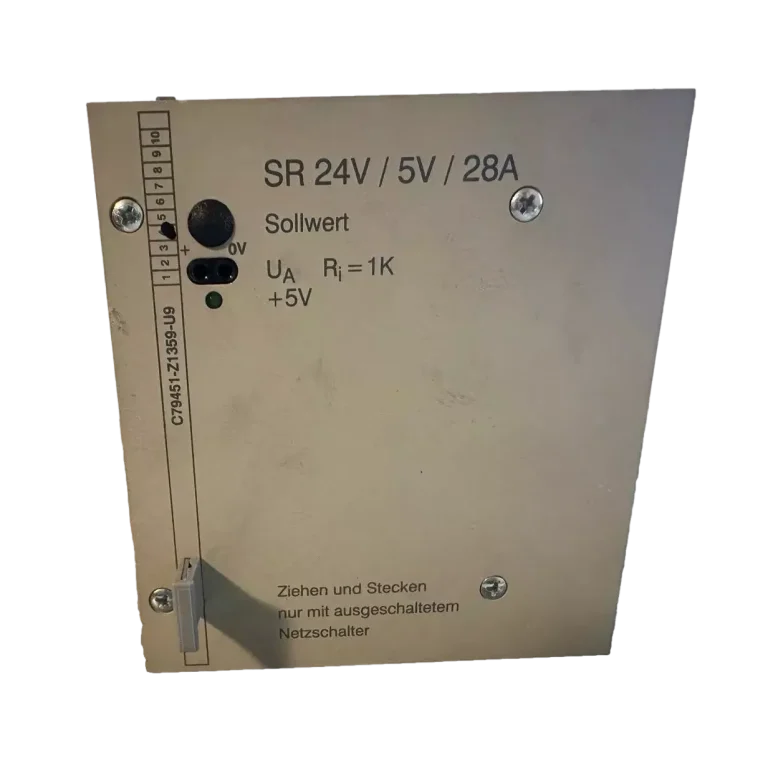 SR 24V / 5V / 28A
Sollwert
+ 0V
UA Ri = 1K
+5V
1 2 3 5 6 7 8 9 10
C79451-Z1359-U9
Ziehen und Stecken
nur mit ausgeschaltetem
Netzschalter